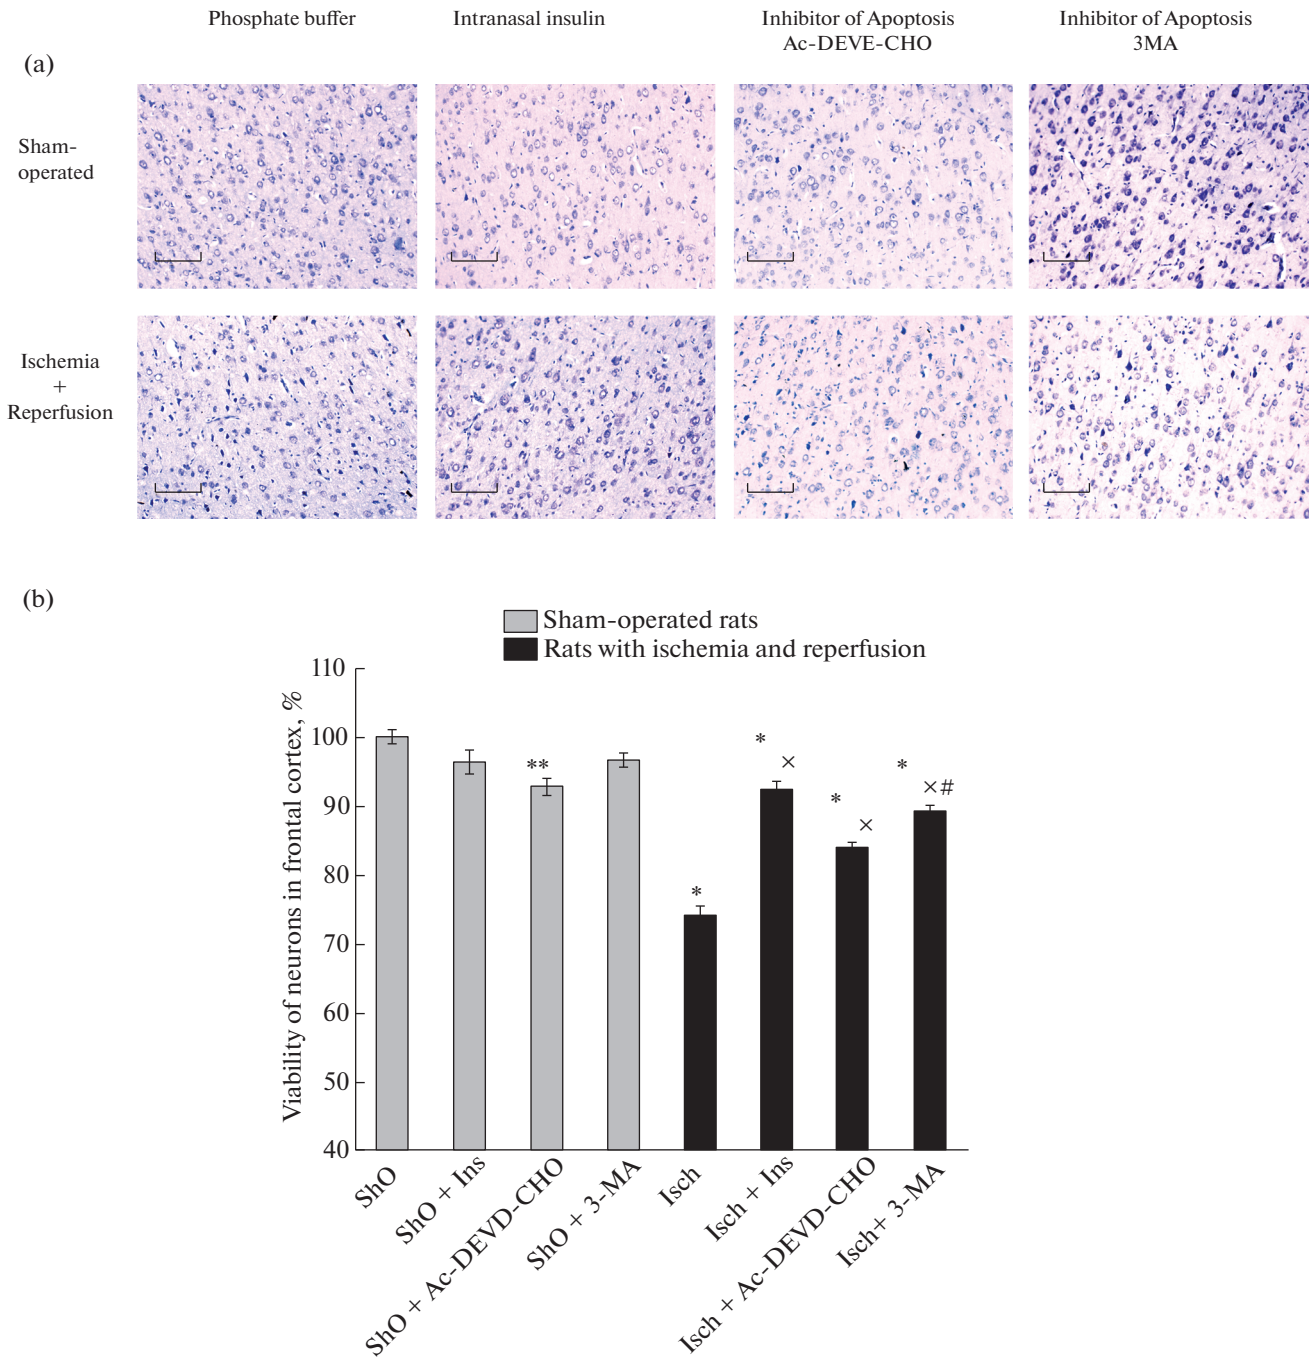 Phosphate buffer
Intranasal insulin
Inhibitor of Apoptosis
Ac-DEVE-CHO
Inhibitor of Apoptosis
3MA
(a)
Sham-
operated
Ischemia
+
Reperfusion
(b)
Sham-operated rats
Rats with ischemia and reperfusion
Viability of neurons in frontal cortex, %
110
100
90
80
70
60
50
40
**
*
*
×
*
×
*
×#
ShO
ShO + Ins
ShO + Ac-DEVD-CHO
ShO + 3-MA
Isch
Isch + Ins
Isch + Ac-DEVD-CHO
Isch+ 3-MA